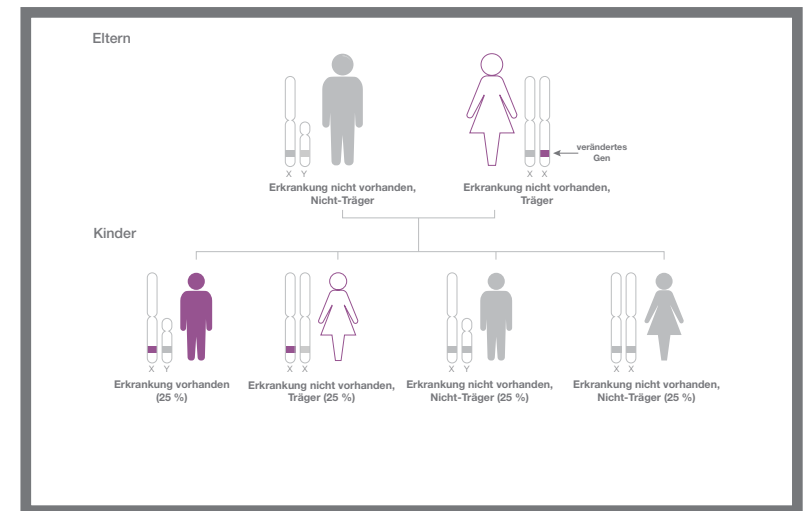 Eltern
verändertes
Gen
X Y
X X
Erkrankung nicht vorhanden,
Nicht-Träger
Erkrankung nicht vorhanden,
Träger
Kinder
X Y
X X
X Y
X X
Erkrankung vorhanden
(25 %)
Erkrankung nicht vorhanden,
Träger (25 %)
Erkrankung nicht vorhanden,
Nicht-Träger (25 %)
Erkrankung nicht vorhanden,
Nicht-Träger (25 %)